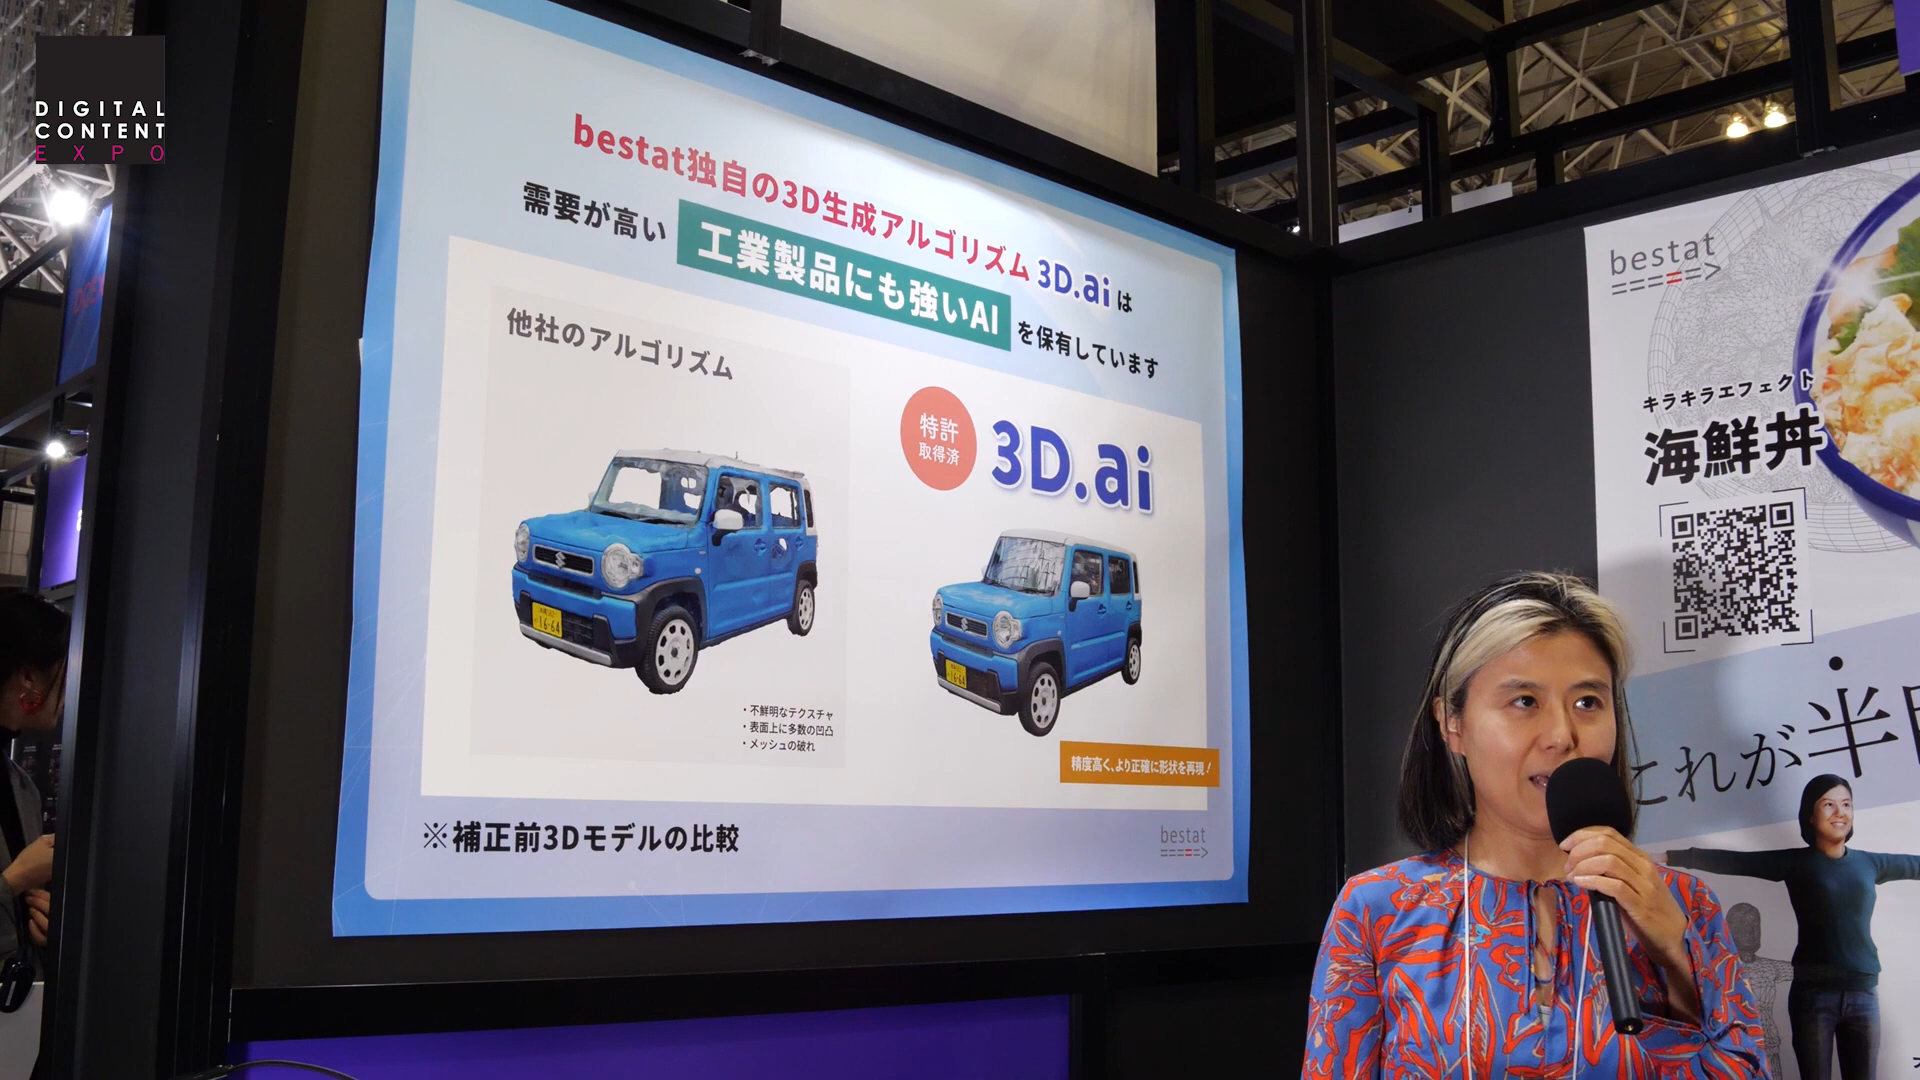 DIGITAL
CONTENT
EXPO
bestat独自の3D生成アルゴリズム 3D.ai は
需要が高い 工業製品にも強いAI を保有しています
他社のアルゴリズム
特許
取得済
3D.ai
16-64
16-64
・不鮮明なテクスチャ
・表面上に多数の凹凸
・メッシュの破れ
精度高く、より正確に形状を再現！
※補正前3Dモデルの比較
bestat
====>
bestat
=====>
キラキラエフェクト
海鮮丼
これが半